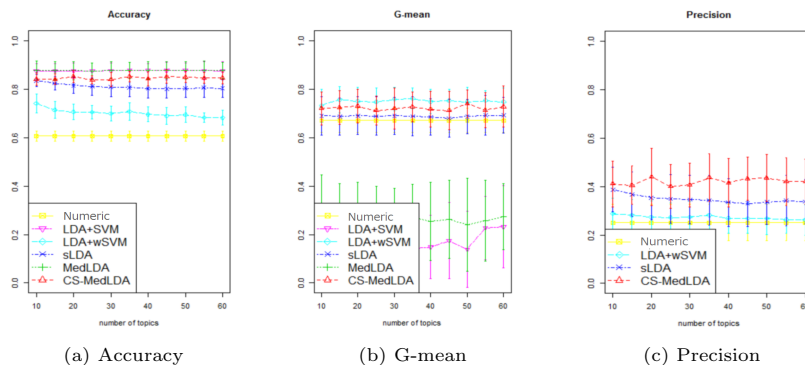 Accuracy
1.0
0.8
0.6
0.4
0.2
0.0
Numeric
LDA+SVM
LDA+wSVM
sLDA
MedLDA
CS-MedLDA
10 20 30 40 50 60
number of topics
(a) Accuracy
G-mean
1.0
0.8
0.6
0.4
0.2
0.0
Numeric
LDA+SVM
LDA+wSVM
sLDA
MedLDA
CS-MedLDA
10 20 30 40 50 60
number of topics
(b) G-mean
Precision
1.0
0.8
0.6
0.4
0.2
0.0
Numeric
LDA+wSVM
sLDA
CS-MedLDA
10 20 30 40 50 60
number of topics
(c) Precision